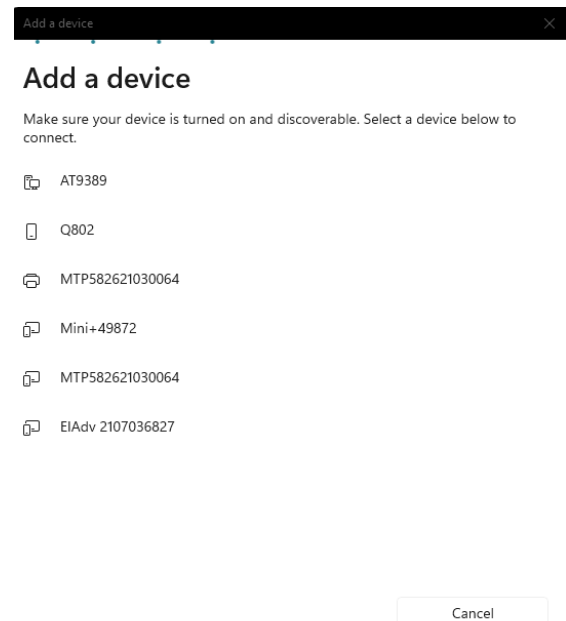 Add a device
Add a device
Make sure your device is turned on and discoverable. Select a device below to
connect.
AT9389
Q802
MTP582621030064
Mini+49872
MTP582621030064
EIAdv 2107036827
Cancel